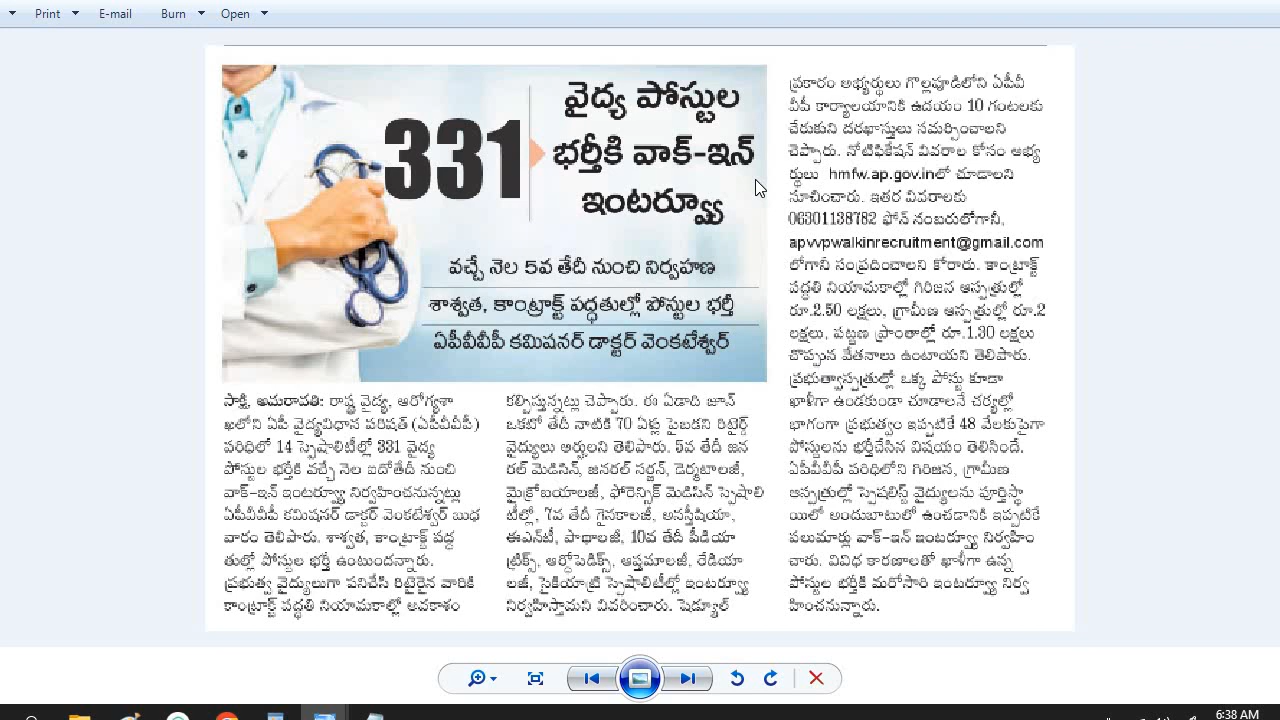 Print
E-mail
Burn
Open
331
వైద్య పోస్టుల
భర్తీకి వాక్-ఇన్
ఇంటర్వ్యూ
వచ్చే నెల 5వ తేదీ నుంచి నిర్వహణ
శాశ్వత, కాంట్రాక్ట్ పద్ధతుల్లో పోస్టుల భర్తీ
ఏపీవీవీపీ కమిషనర్ డాక్టర్ వెంకటేశ్వర్
సాక్షి, అమరావతి: రాష్ట్ర వైద్య, ఆరోగ్యశా
ఖలోని ఏపీ వైద్యవిధాన పరిషత్ (ఏపీవీవీపీ)
పరిధిలో 14 స్పెషాలిటీల్లో 331 వైద్య
పోస్టుల భర్తీకి వచ్చే నెల ఐదోతేదీ నుంచి
వాక్-ఇన్ ఇంటర్వ్యూ నిర్వహించనున్నట్లు
ఏపీవీవీపీ కమిషనర్ డాక్టర్ వెంకటేశ్వర్ బుధ
వారం తెలిపారు. శాశ్వత, కాంట్రాక్ట్ పద్ధ
తుల్లో పోస్టుల భర్తీ ఉంటుందన్నారు.
ప్రభుత్వ వైద్యులుగా పనిచేసి రిటైరైన వారికి
కాంట్రాక్ట్ పద్ధతి నియామకాల్లో అవకాశం
కల్పిస్తున్నట్లు చెప్పారు. ఈ ఏడాది జూన్
ఒకటో తేదీ నాటికి 70 ఏళ్లు పైబడని రిటైర్డ్
వైద్యులు అర్హులని తెలిపారు. 5వ తేదీ జన
రల్ మెడిసిన్, జనరల్ సర్జన్, డెర్మటాలజీ,
మైక్రోబయాలజీ, ఫోరెన్సిక్ మెడిసిన్ స్పెషాలి
టీల్లో, 7వ తేదీ గైనకాలజీ, అనస్తీషియా,
ఈఎన్‌టీ, పాథాలజీ, 10వ తేదీ పీడియా
ట్రిక్స్, ఆర్థోపెడిక్స్, ఆప్తమాలజీ, రేడియా
లజీ, సైకియాట్రి స్పెషాలిటీల్లో ఇంటర్వ్యూ
నిర్వహిస్తామని వివరించారు. షెడ్యూల్
ప్రకారం అభ్యర్థులు గొల్లపూడిలోని ఏపీవీ
వీపీ కార్యాలయానికి ఉదయం 10 గంటలకు
చేరుకుని దరఖాస్తులు సమర్పించాలని
చెప్పారు. నోటిఫికేషన్ వివరాల కోసం అభ్య
ర్థులు hmfw.ap.gov.inలో చూడాలని
సూచించారు. ఇతర వివరాలకు
06301138782 ఫోన్ నంబరులోగానీ,
apvvpwalkinrecruitment@gmail.com
లోగానీ సంప్రదించాలని కోరారు. కాంట్రాక్ట్
పద్ధతి నియామకాల్లో గిరిజన ఆస్పత్రుల్లో
రూ.2.50 లక్షలు, గ్రామీణ ఆస్పత్రుల్లో రూ.2
లక్షలు, పట్టణ ప్రాంతాల్లో రూ.1.30 లక్షలు
చొప్పున వేతనాలు ఉంటాయని తెలిపారు.
ప్రభుత్వాస్పత్రుల్లో ఒక్క పోస్టు కూడా
ఖాళీగా ఉండకుండా చూడాలనే చర్యల్లో
భాగంగా ప్రభుత్వం ఇప్పటికే 48 వేలకుపైగా
పోస్టులను భర్తీచేసిన విషయం తెలిసిందే.
ఏపీవీవీపీ పరిధిలోని గిరిజన, గ్రామీణ
ఆస్పత్రుల్లో స్పెషలిస్ట్ వైద్యులను పూర్తిస్థా
యిలో అందుబాటులో ఉంచడానికి ఇప్పటికే
పలుమార్లు వాక్-ఇన్ ఇంటర్వ్యూ నిర్వహిం
చారు. వివిధ కారణాలతో ఖాళీగా ఉన్న
పోస్టుల భర్తీకి మరోసారి ఇంటర్వ్యూ నిర్వ
హించనున్నారు.
6:38 AM